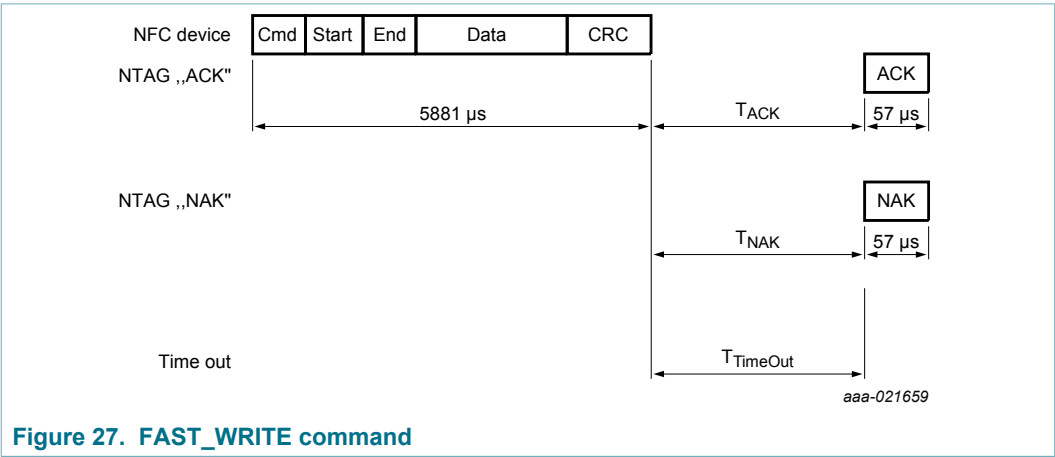 NFC device Cmd Start End Data CRC
NTAG ,,ACK" ACK
5881 µs TACK 57 µs
NTAG ,,NAK" NAK
TNAK 57 µs
Time out TTimeOut
aaa-021659
Figure 27. FAST_WRITE command